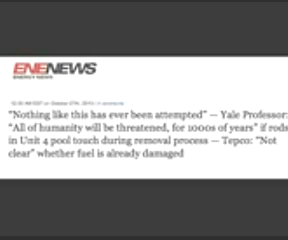 ENENEWS
ENERGY NEWS
"Nothing like this has ever been attempted" — Yale Professor:
"All of humanity will be threatened, for 1000s of years" if rods
in Unit 4 pool touch during removal process — Tepco: "Not
clear" whether fuel is already damaged